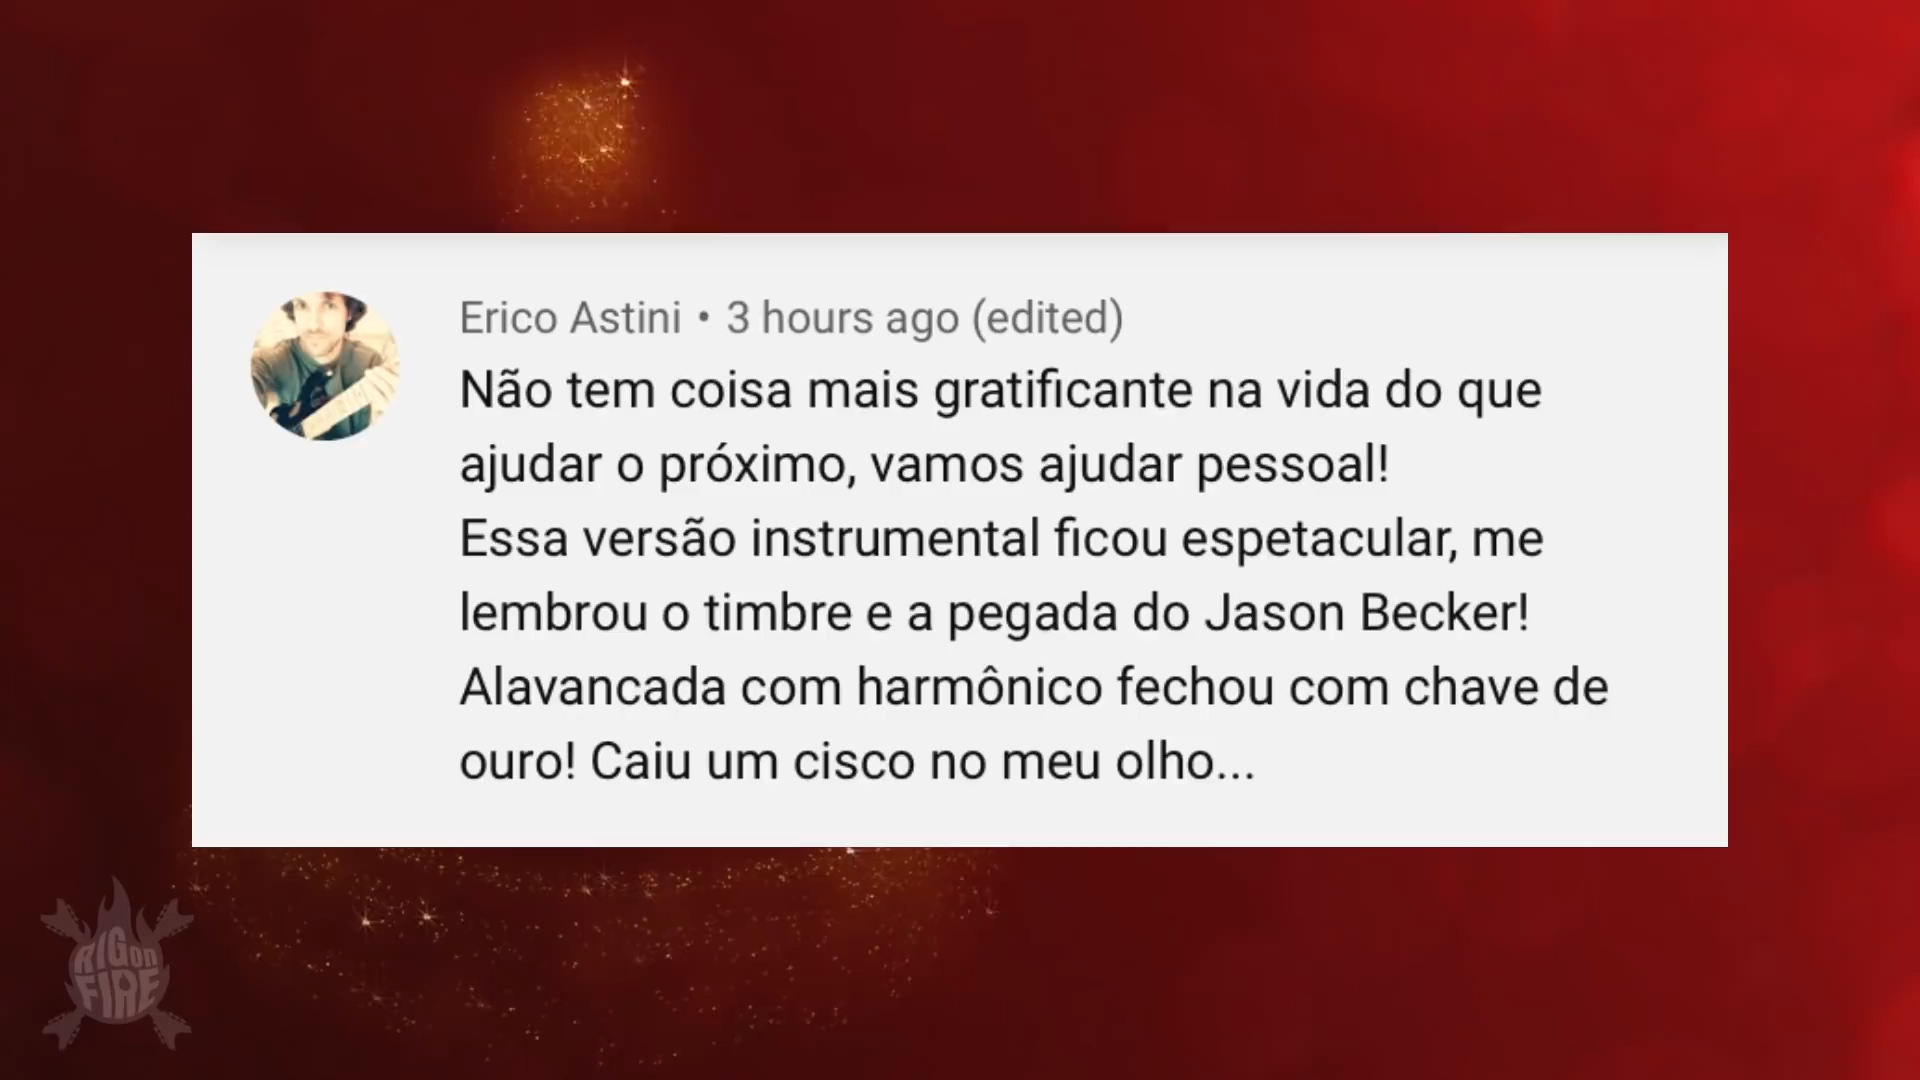 Erico Astini • 3 hours ago (edited)
Não tem coisa mais gratificante na vida do que
ajudar o próximo, vamos ajudar pessoal!
Essa versão instrumental ficou espetacular, me
lembrou o timbre e a pegada do Jason Becker!
Alavancada com harmônico fechou com chave de
ouro! Caiu um cisco no meu olho...
RIG on
FIRE